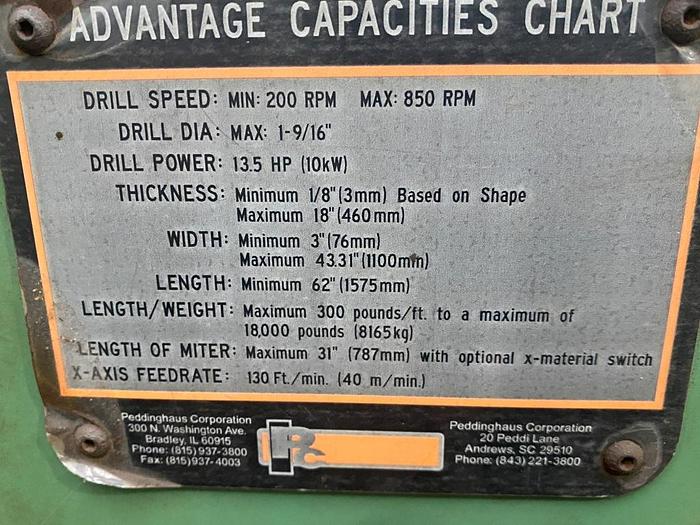 ADVANTAGE CAPACITIES CHART
DRILL SPEED: MIN: 200 RPM MAX: 850 RPM
DRILL DIA: MAX: 1-9/16"
DRILL POWER: 13.5 HP (10kW)
THICKNESS: Minimum 1/8" (3mm) Based on Shape
Maximum 18" (460mm)
WIDTH: Minimum 3" (76mm)
Maximum 43.31" (1100mm)
LENGTH: Minimum 62" (1575mm)
LENGTH/WEIGHT: Maximum 300 pounds/ft. to a maximum of
18,000 pounds (8165kg)
LENGTH OF MITER: Maximum 31" (787mm) with optional x-material switch
X-AXIS FEEDRATE: 130 Ft./min. (40 m/min.)
Peddinghaus Corporation
300 N. Washington Ave.
Bradley, IL 60915
Phone: (815) 937-3800
Fax: (815) 937-4003
Pc
Peddinghaus Corporation
20 Peddi Lane
Andrews, SC 29510
Phone: (843) 221-3800